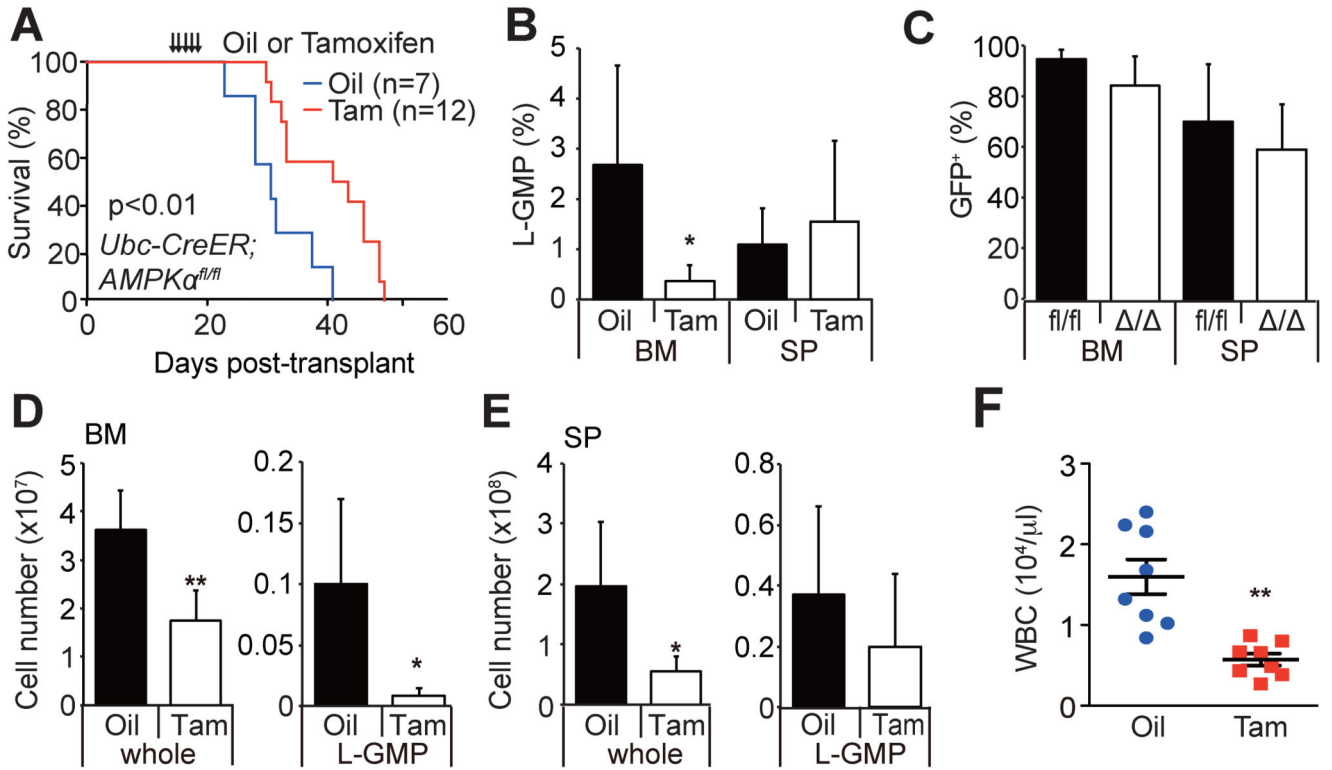 A
Oil or Tamoxifen
Oil (n=7)
Tam (n=12)
Survival (%)
100
80
60
40
20
0
p<0.01
Ubc-CreER;
AMPKα^fl/fl
0 20 40 60
Days post-transplant
B
L-GMP (%)
5
4
3
2
1
0
*
Oil Tam Oil Tam
BM SP
C
GFP⁺ (%)
100
80
60
40
20
0
fl/fl Δ/Δ fl/fl Δ/Δ
BM SP
D
BM
Cell number (x10⁷)
5
4
3
2
1
0
**
Oil Tam
whole
0.2
0.15
0.1
0.05
0
*
Oil Tam
L-GMP
E
SP
Cell number (x10⁸)
4
3
2
1
0
*
Oil Tam
whole
0.8
0.6
0.4
0.2
0
Oil Tam
L-GMP
F
WBC (10⁴/μl)
3
2
1
0
**
Oil Tam